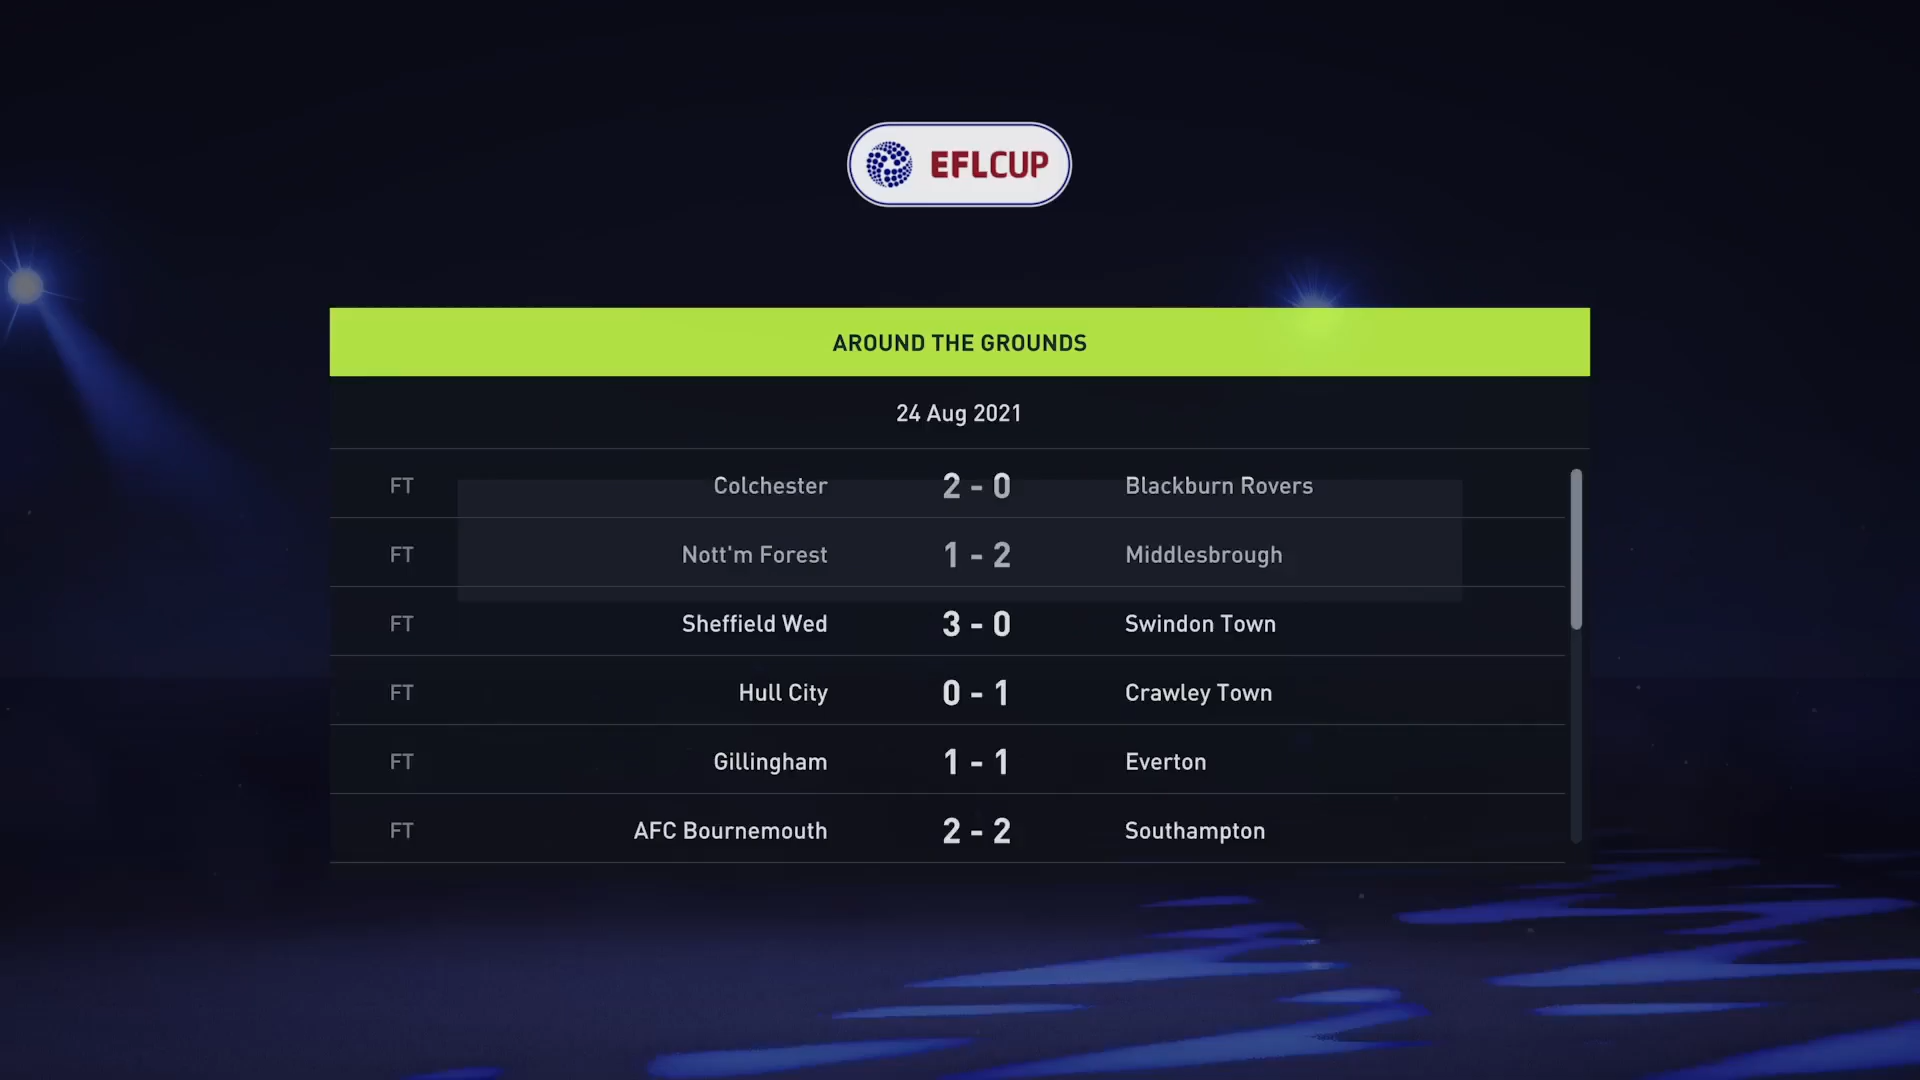 EFLCUP
AROUND THE GROUNDS
24 Aug 2021
FT Colchester 2 - 0 Blackburn Rovers
FT Nott'm Forest 1 - 2 Middlesbrough
FT Sheffield Wed 3 - 0 Swindon Town
FT Hull City 0 - 1 Crawley Town
FT Gillingham 1 - 1 Everton
FT AFC Bournemouth 2 - 2 Southampton